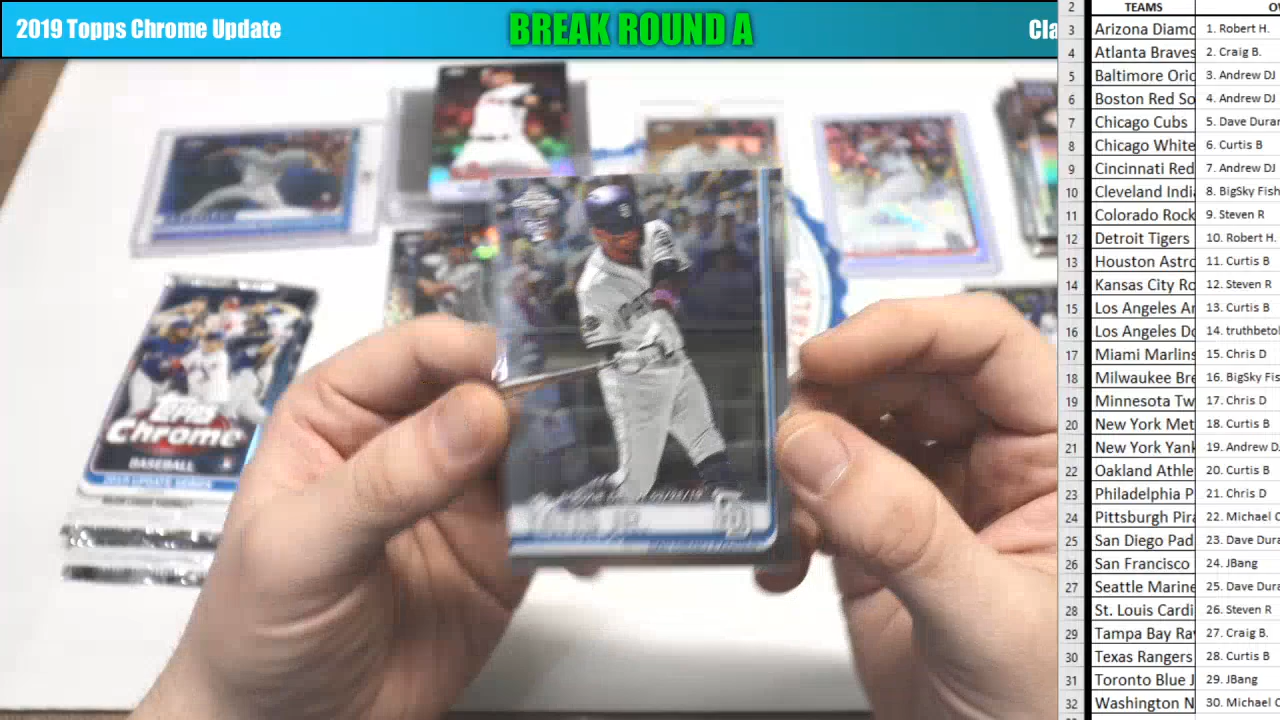 2019 Topps Chrome Update
BREAK ROUND A
Cla
2 TEAMS OV
3 Arizona Diamo 1. Robert H.
4 Atlanta Braves 2. Craig B.
5 Baltimore Orio 3. Andrew DJ
6 Boston Red So 4. Andrew DJ
7 Chicago Cubs 5. Dave Duran
8 Chicago White 6. Curtis B
9 Cincinnati Red 7. Andrew DJ
10 Cleveland Indi 8. BigSky Fish
11 Colorado Rock 9. Steven R
12 Detroit Tigers 10. Robert H.
13 Houston Astro 11. Curtis B
14 Kansas City Ro 12. Steven R
15 Los Angeles An 13. Curtis B
16 Los Angeles Do 14. truthbeto
17 Miami Marlins 15. Chris D
18 Milwaukee Bre 16. BigSky Fis
19 Minnesota Tw 17. Chris D
20 New York Met 18. Curtis B
21 New York Yank 19. Andrew D
22 Oakland Athle 20. Curtis B
23 Philadelphia P 21. Chris D
24 Pittsburgh Pira 22. Michael C
25 San Diego Pad 23. Dave Dura
26 San Francisco 24. JBang
27 Seattle Marine 25. Dave Dura
28 St. Louis Cardi 26. Steven R
29 Tampa Bay Ray 27. Craig B.
30 Texas Rangers 28. Curtis B
31 Toronto Blue J 29. JBang
32 Washington N 30. Michael C
Topps
Chrome
BASEBALL
2019 UPDATE SERIES